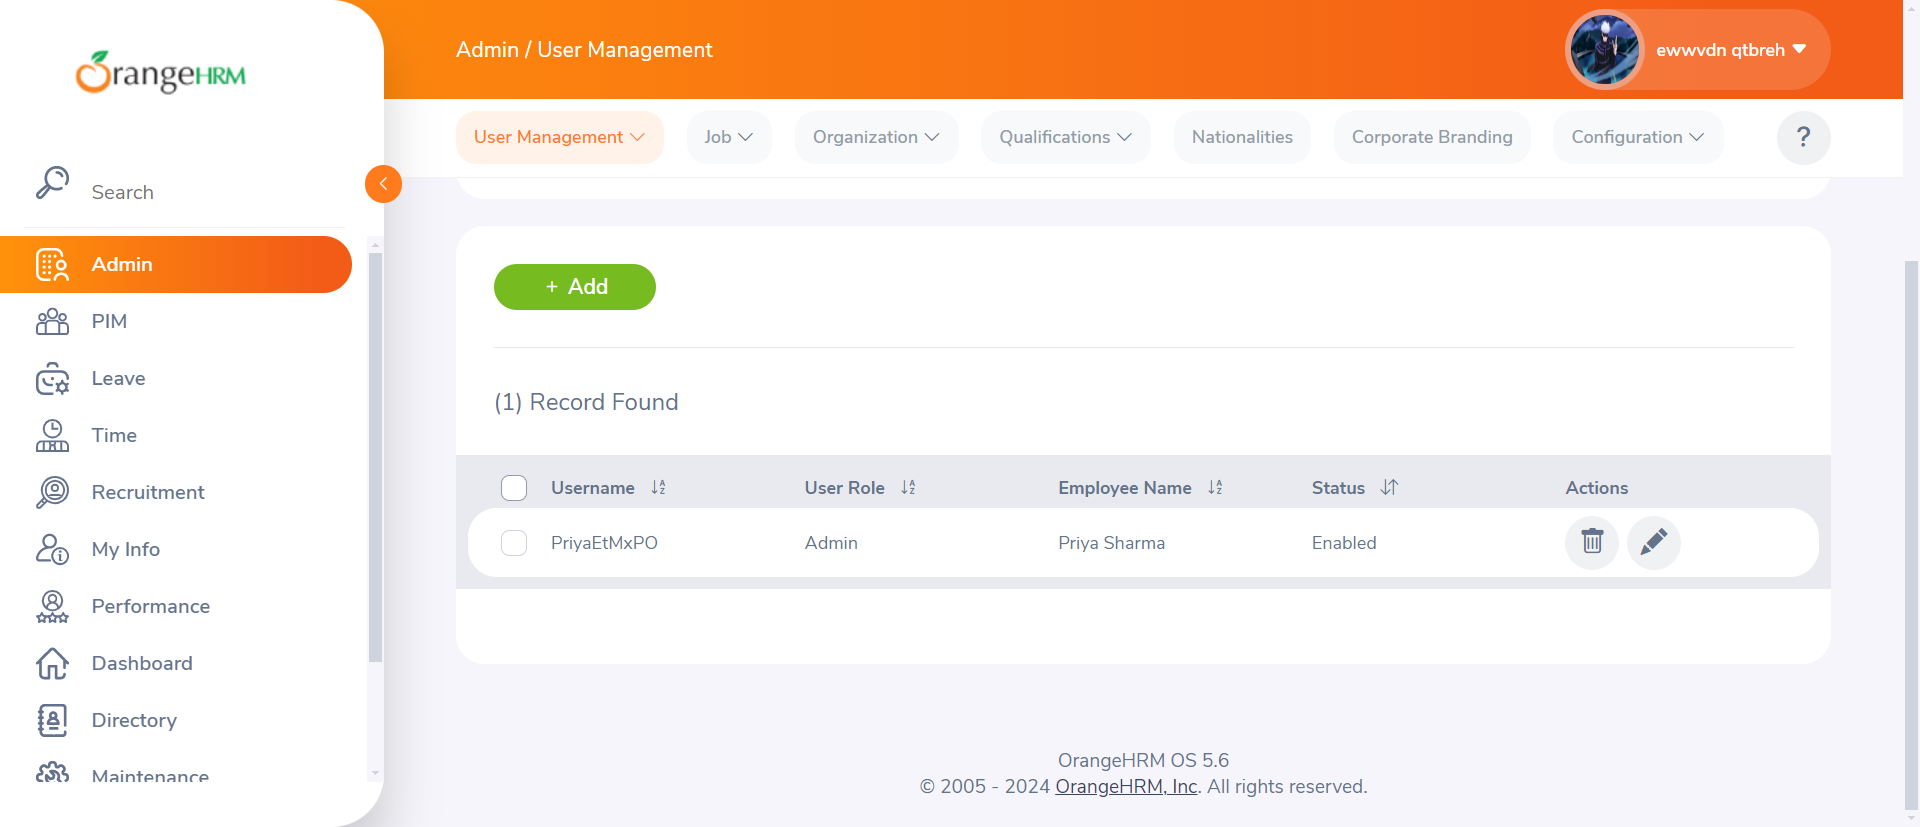 OrangeHRM
Search
Admin
PIM
Leave
Time
Recruitment
My Info
Performance
Dashboard
Directory
Maintenance
Admin / User Management
ewwvdn qtbreh
User Management
Job
Organization
Qualifications
Nationalities
Corporate Branding
Configuration
?
+ Add
(1) Record Found
Username User Role Employee Name Status Actions
PriyaEtMxPO Admin Priya Sharma Enabled
OrangeHRM OS 5.6
© 2005 - 2024 OrangeHRM, Inc. All rights reserved.